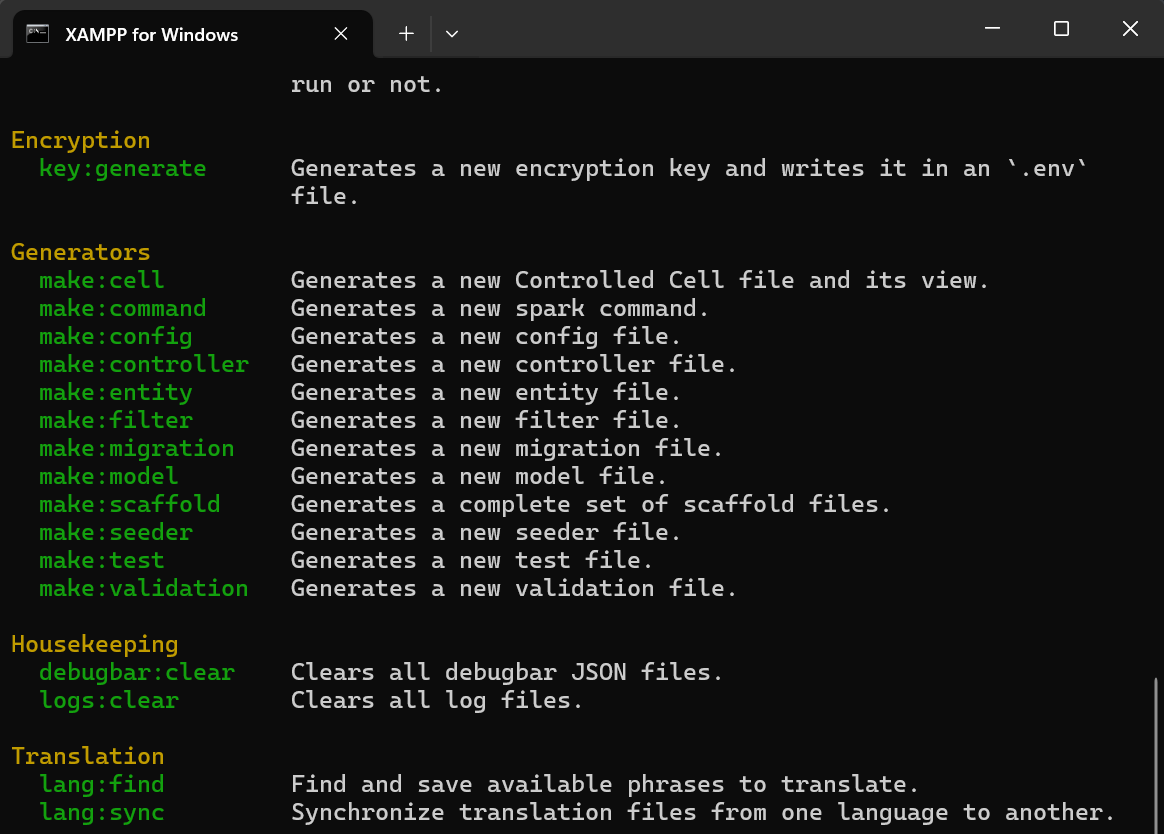 XAMPP for Windows
run or not.
Encryption
key:generate Generates a new encryption key and writes it in an `.env`
file.
Generators
make:cell Generates a new Controlled Cell file and its view.
make:command Generates a new spark command.
make:config Generates a new config file.
make:controller Generates a new controller file.
make:entity Generates a new entity file.
make:filter Generates a new filter file.
make:migration Generates a new migration file.
make:model Generates a new model file.
make:scaffold Generates a complete set of scaffold files.
make:seeder Generates a new seeder file.
make:test Generates a new test file.
make:validation Generates a new validation file.
Housekeeping
debugbar:clear Clears all debugbar JSON files.
logs:clear Clears all log files.
Translation
lang:find Find and save available phrases to translate.
lang:sync Synchronize translation files from one language to another.